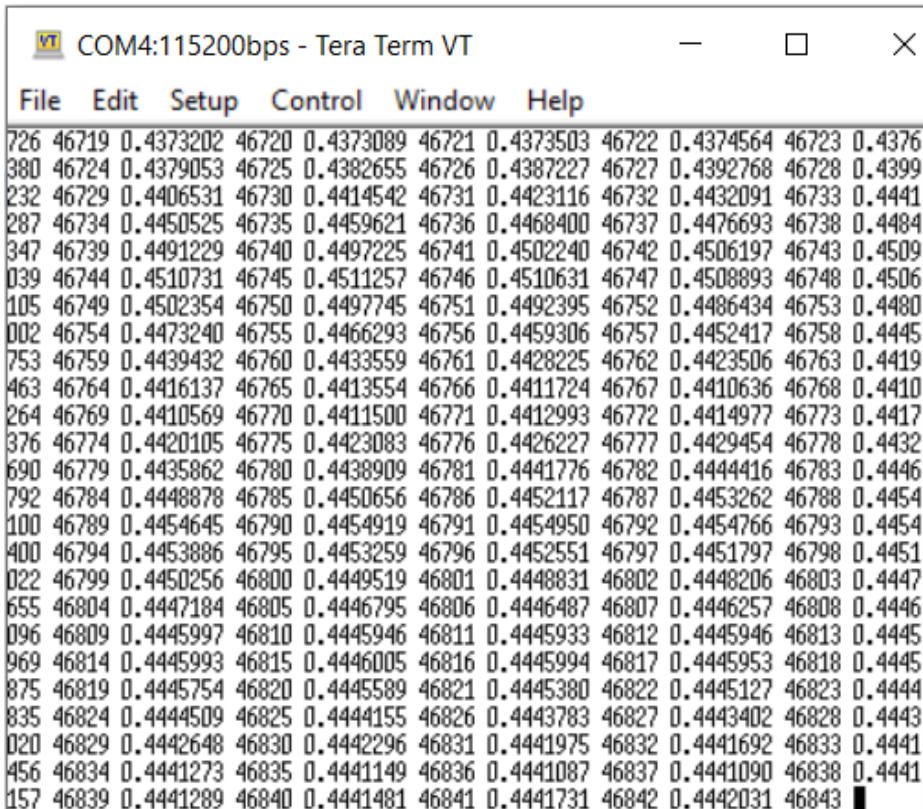 COM4:115200bps - Tera Term VT
File Edit Setup Control Window Help
726 46719 0.4373202 46720 0.4373089 46721 0.4373503 46722 0.4374564 46723 0.4376
380 46724 0.4379053 46725 0.4382655 46726 0.4387227 46727 0.4392768 46728 0.4399
232 46729 0.4406531 46730 0.4414542 46731 0.4423116 46732 0.4432091 46733 0.4441
287 46734 0.4450525 46735 0.4459621 46736 0.4468400 46737 0.4476693 46738 0.4484
347 46739 0.4491229 46740 0.4497225 46741 0.4502240 46742 0.4506197 46743 0.4509
039 46744 0.4510731 46745 0.4511257 46746 0.4510631 46747 0.4508893 46748 0.4506
105 46749 0.4502354 46750 0.4497745 46751 0.4492395 46752 0.4486434 46753 0.4480
002 46754 0.4473240 46755 0.4466293 46756 0.4459306 46757 0.4452417 46758 0.4445
753 46759 0.4439432 46760 0.4433559 46761 0.4428225 46762 0.4423506 46763 0.4419
463 46764 0.4416137 46765 0.4413554 46766 0.4411724 46767 0.4410636 46768 0.4410
264 46769 0.4410569 46770 0.4411500 46771 0.4412993 46772 0.4414977 46773 0.4417
376 46774 0.4420105 46775 0.4423083 46776 0.4426227 46777 0.4429454 46778 0.4432
690 46779 0.4435862 46780 0.4438909 46781 0.4441776 46782 0.4444416 46783 0.4446
792 46784 0.4448878 46785 0.4450656 46786 0.4452117 46787 0.4453262 46788 0.4454
100 46789 0.4454645 46790 0.4454919 46791 0.4454950 46792 0.4454766 46793 0.4454
400 46794 0.4453886 46795 0.4453259 46796 0.4452551 46797 0.4451797 46798 0.4451
022 46799 0.4450256 46800 0.4449519 46801 0.4448831 46802 0.4448206 46803 0.4447
655 46804 0.4447184 46805 0.4446795 46806 0.4446487 46807 0.4446257 46808 0.4446
096 46809 0.4445997 46810 0.4445946 46811 0.4445933 46812 0.4445946 46813 0.4445
969 46814 0.4445993 46815 0.4446005 46816 0.4445994 46817 0.4445953 46818 0.4445
875 46819 0.4445754 46820 0.4445589 46821 0.4445380 46822 0.4445127 46823 0.4444
835 46824 0.4444509 46825 0.4444155 46826 0.4443783 46827 0.4443402 46828 0.4443
020 46829 0.4442648 46830 0.4442296 46831 0.4441975 46832 0.4441692 46833 0.4441
456 46834 0.4441273 46835 0.4441149 46836 0.4441087 46837 0.4441090 46838 0.4441
157 46839 0.4441289 46840 0.4441481 46841 0.4441731 46842 0.4442031 46843